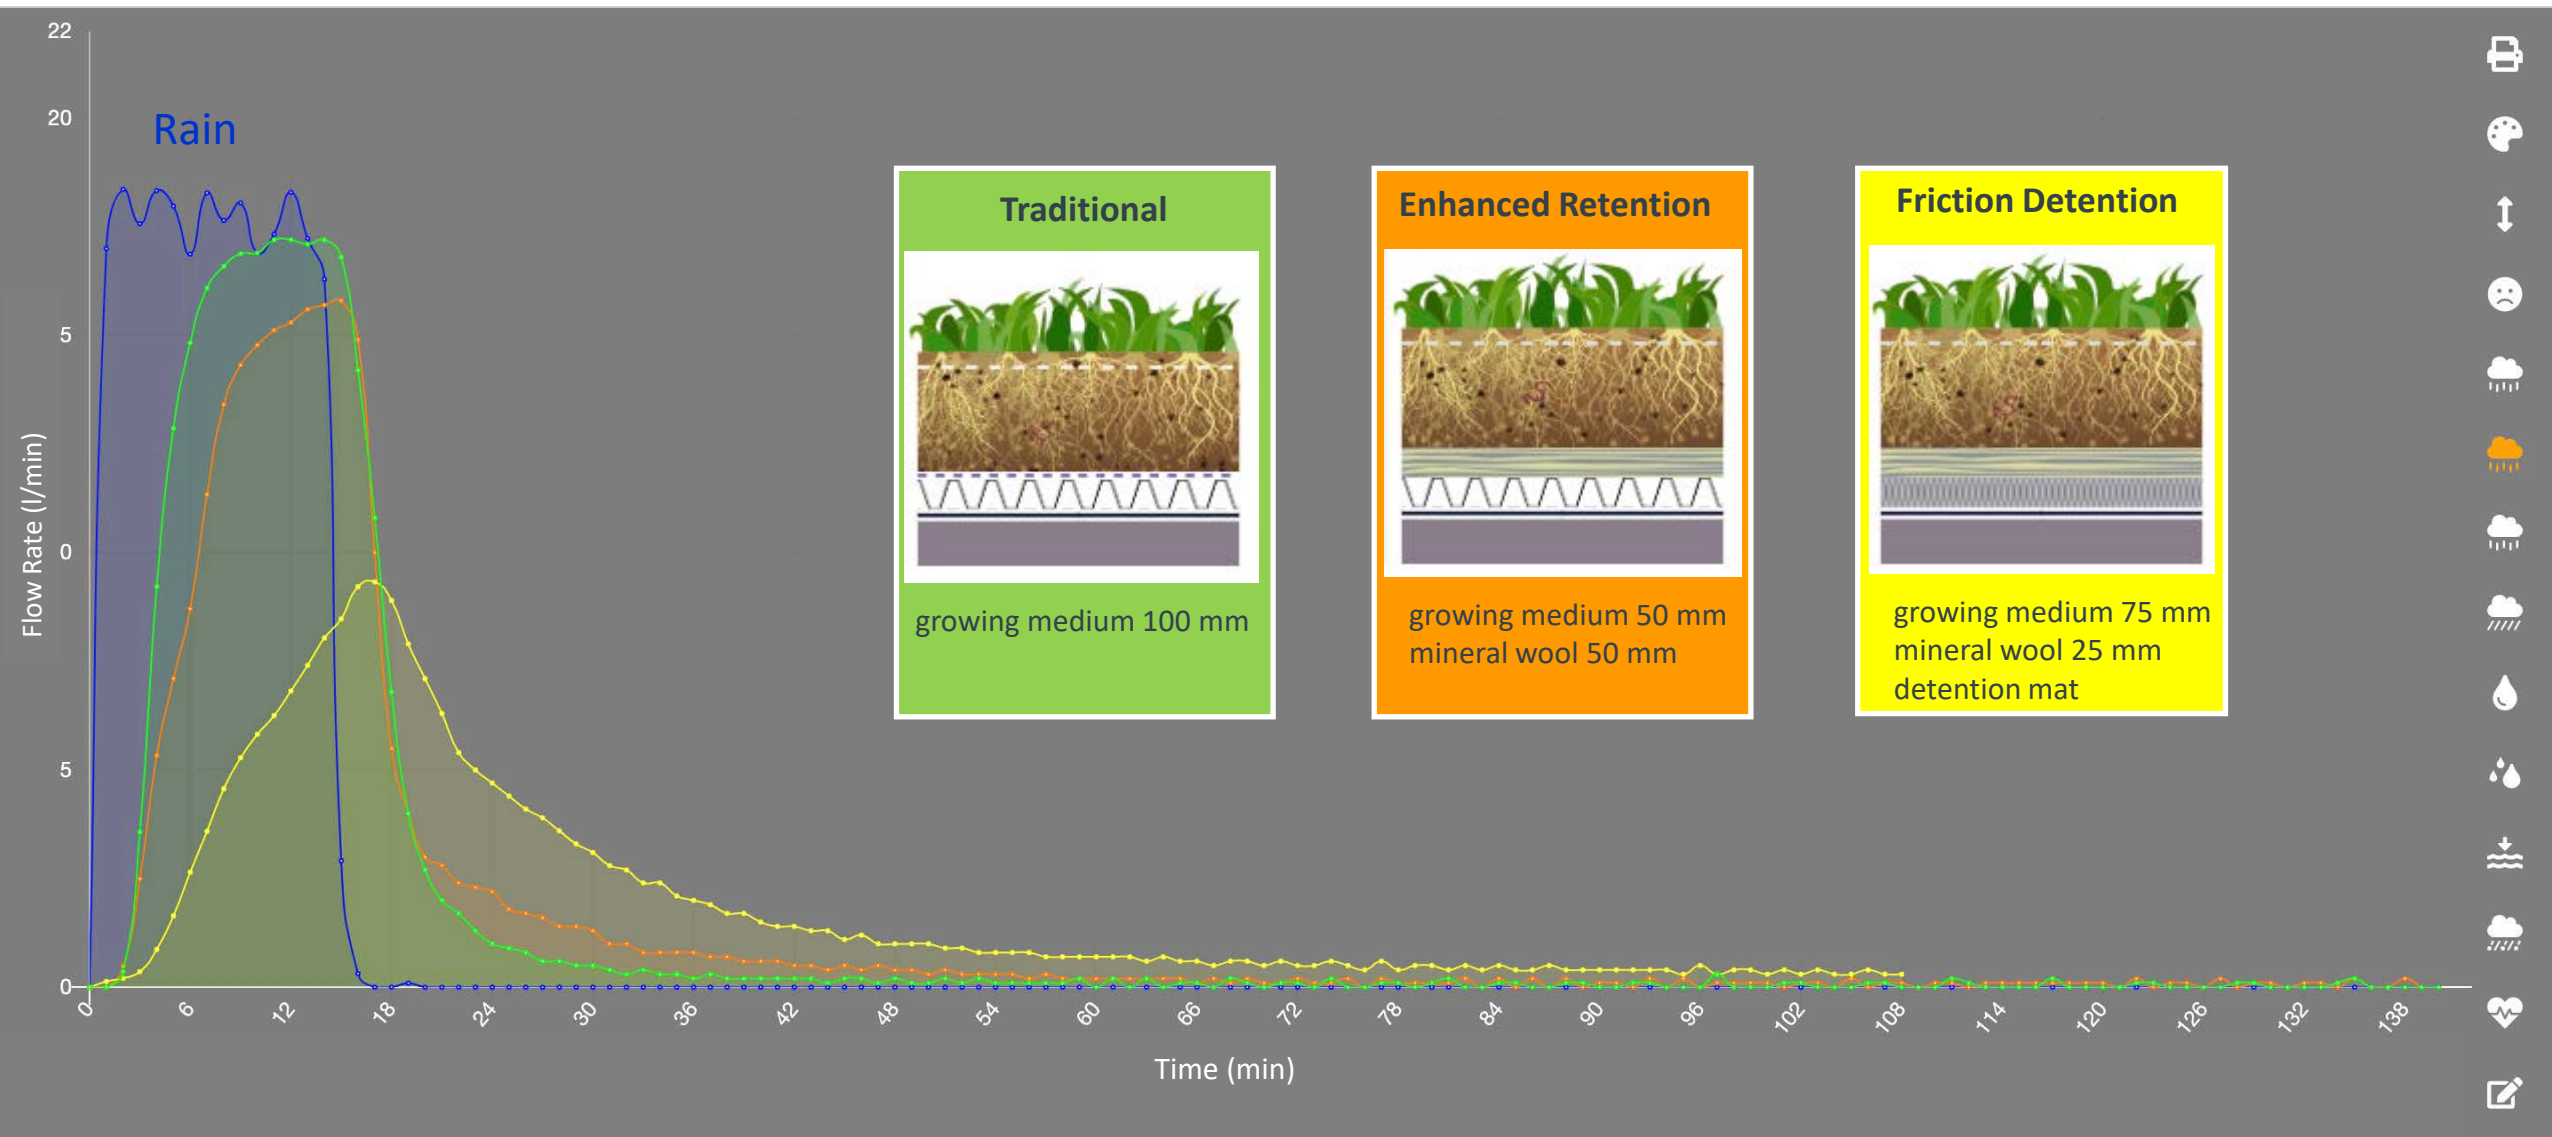 22
20
5
0
5
0
Flow Rate (l/min)
Rain
Traditional
growing medium 100 mm
Enhanced Retention
growing medium 50 mm
mineral wool 50 mm
Friction Detention
growing medium 75 mm
mineral wool 25 mm
detention mat
0 6 12 18 24 30 36 42 48 54 60 66 72 78 84 90 96 102 108 114 120 126 132 138
Time (min)